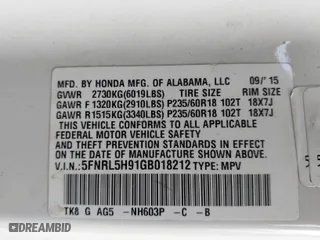 MFD. BY HONDA MFG. OF ALABAMA, LLC 09/'15
GVWR 2730KG(6019LBS) TIRE SIZE RIM SIZE
GAWR F 1320KG(2910LBS) P235/60R18 102T 18X7J
GAWR R1515KG(3340LBS) P235/60R18 102T 18X7J
THIS VEHICLE CONFORMS TO ALL APPLICABLE
FEDERAL MOTOR VEHICLE SAFETY AND THEFT
PREVENTION STANDARDS IN EFFECT ON THE
DATE OF MANUFACTURE SHOWN ABOVE.
V.I.N.: 5FNRL5H91GB018212 TYPE: MPV
TK8 G AG5 -NH603P -C -B
DealersGear